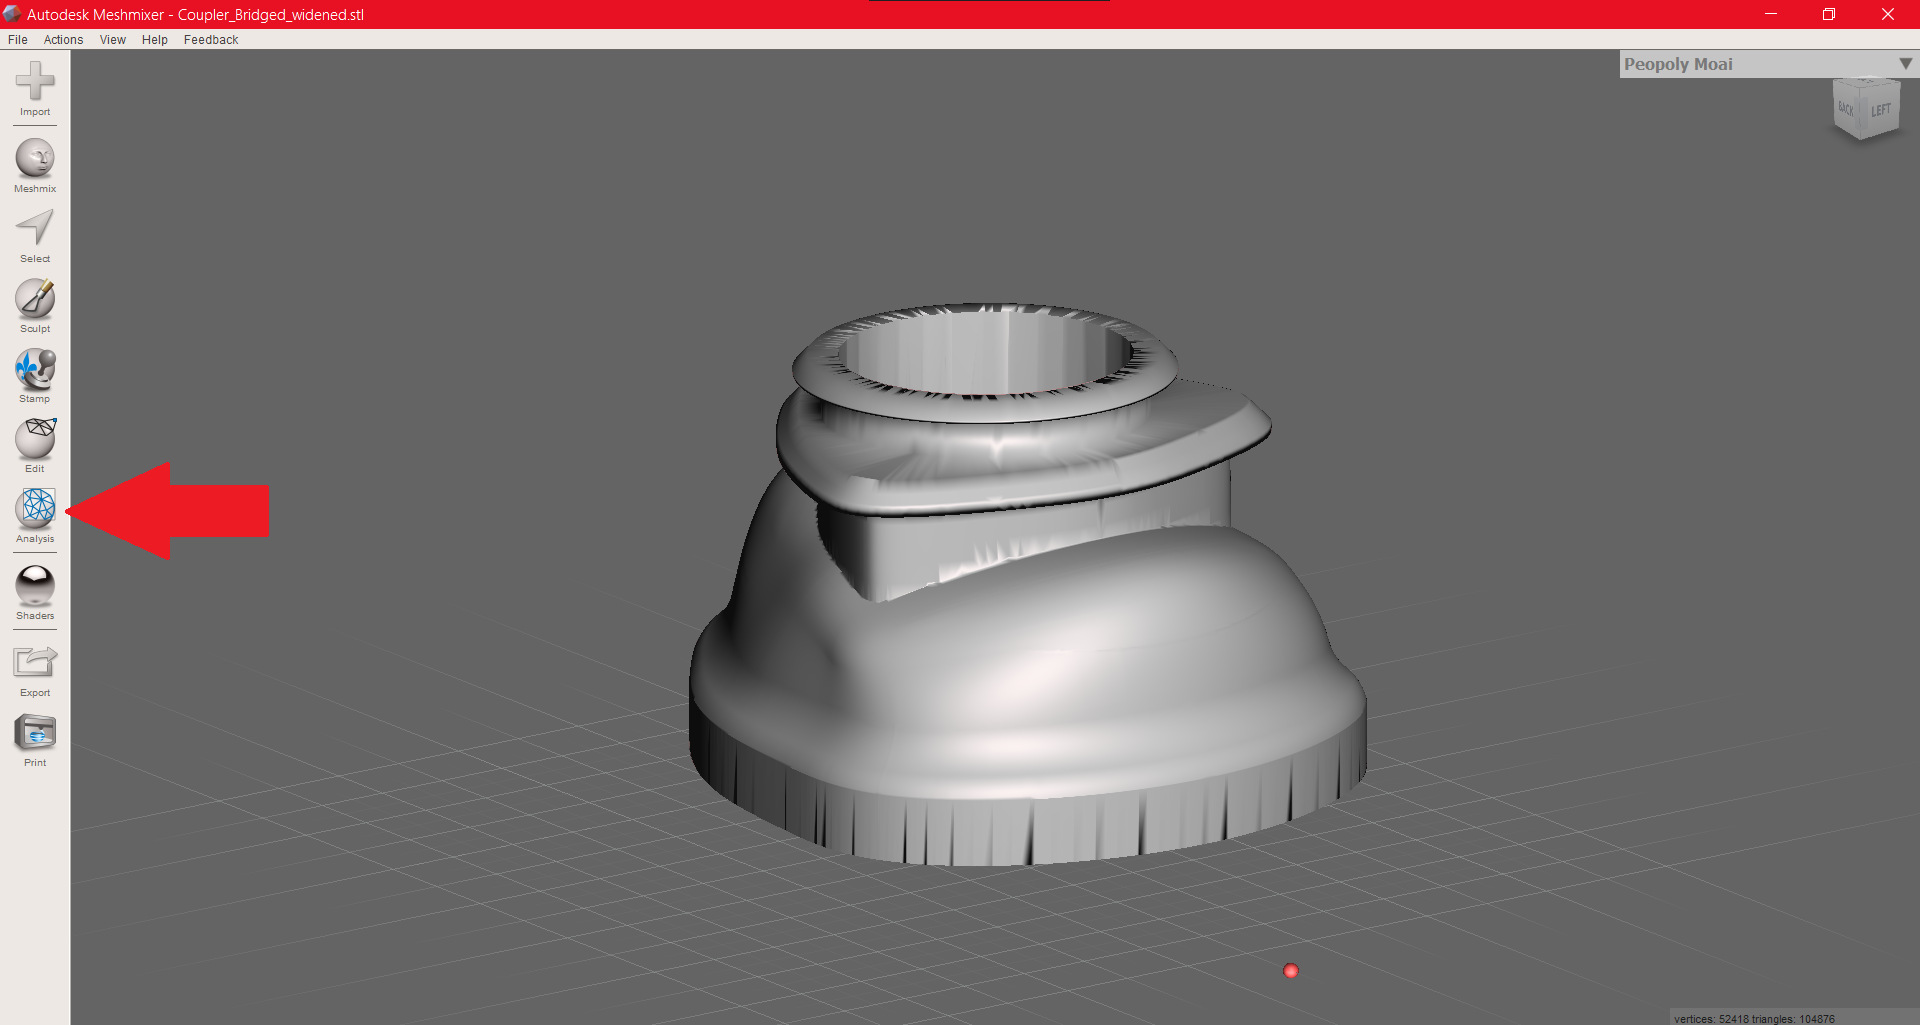 Autodesk Meshmixer - Coupler_Bridged_widened.stl
File Actions View Help Feedback
Peopoly Moai
BACK LEFT
Import
Meshmix
Select
Sculpt
Stamp
Edit
Analysis
Shaders
Export
Print
vertices: 52418 triangles: 104876